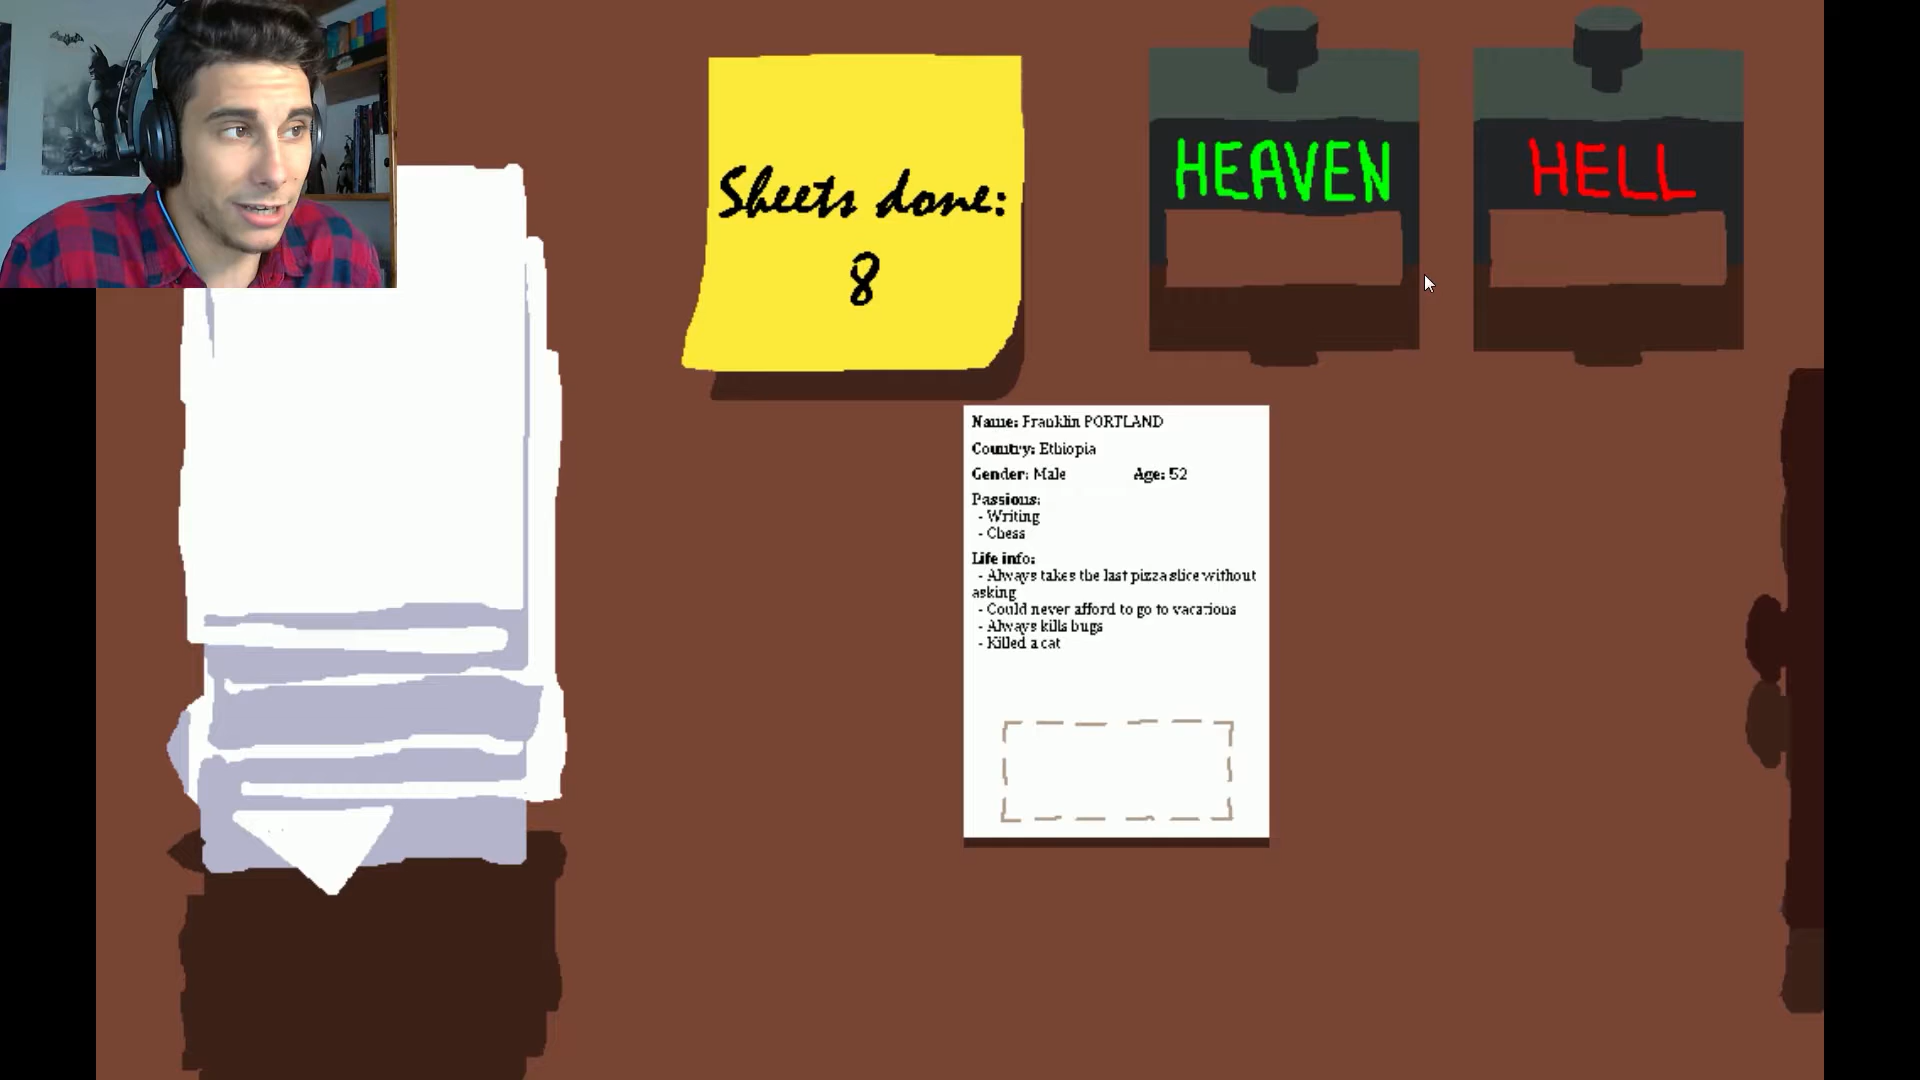 Sheets done:
8
HEAVEN
HELL
Name: Franklin PORTLAND
Country: Ethiopia
Gender: Male Age: 52
Passions:
- Writing
- Chess
Life info:
- Always takes the last pizza slice without
asking
- Could never afford to go to vacations
- Always kills bugs
- Killed a cat